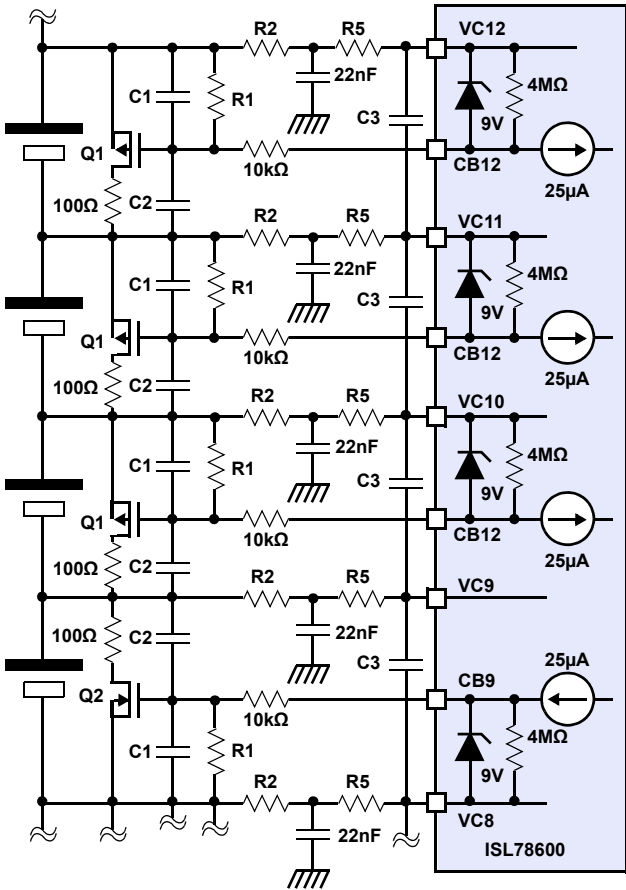 R2 R5 VC12
22nF
C1 R1 4MΩ
C3 9V
Q1 10kΩ CB12
100Ω C2 25µA
R2 R5 VC11
22nF
C1 R1 4MΩ
C3 9V
Q1 10kΩ CB12
100Ω C2 25µA
R2 R5 VC10
22nF
C1 R1 4MΩ
C3 9V
Q1 10kΩ CB12
100Ω C2 25µA
R2 R5 VC9
100Ω C2 22nF
C3 25µA
Q2 CB9
10kΩ
C1 R1 4MΩ
9V
R2 R5 VC8
22nF
ISL78600